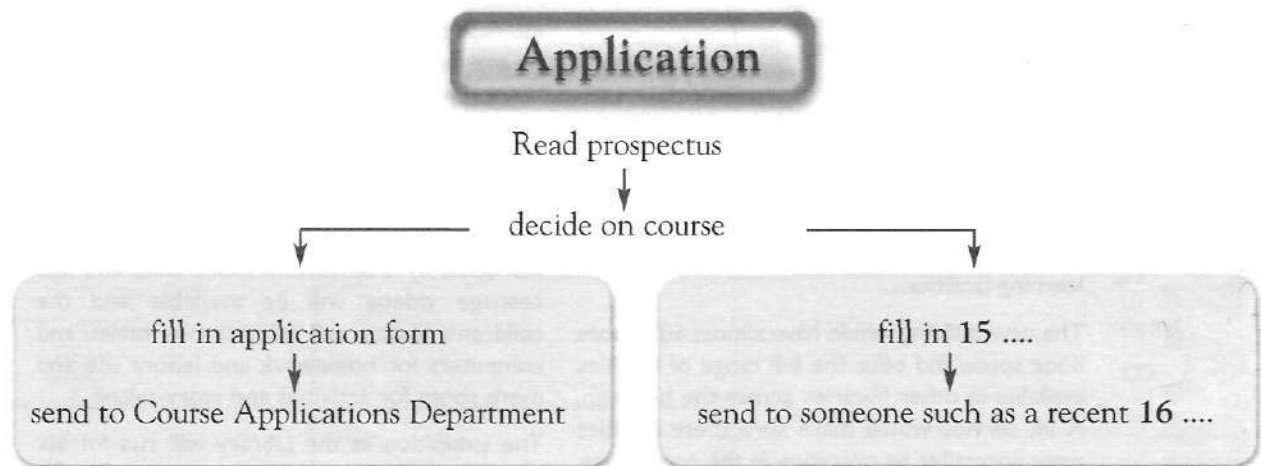 Application
Read prospectus
decide on course
fill in application form
send to Course Applications Department
fill in 15 ....
send to someone such as a recent 16 ....